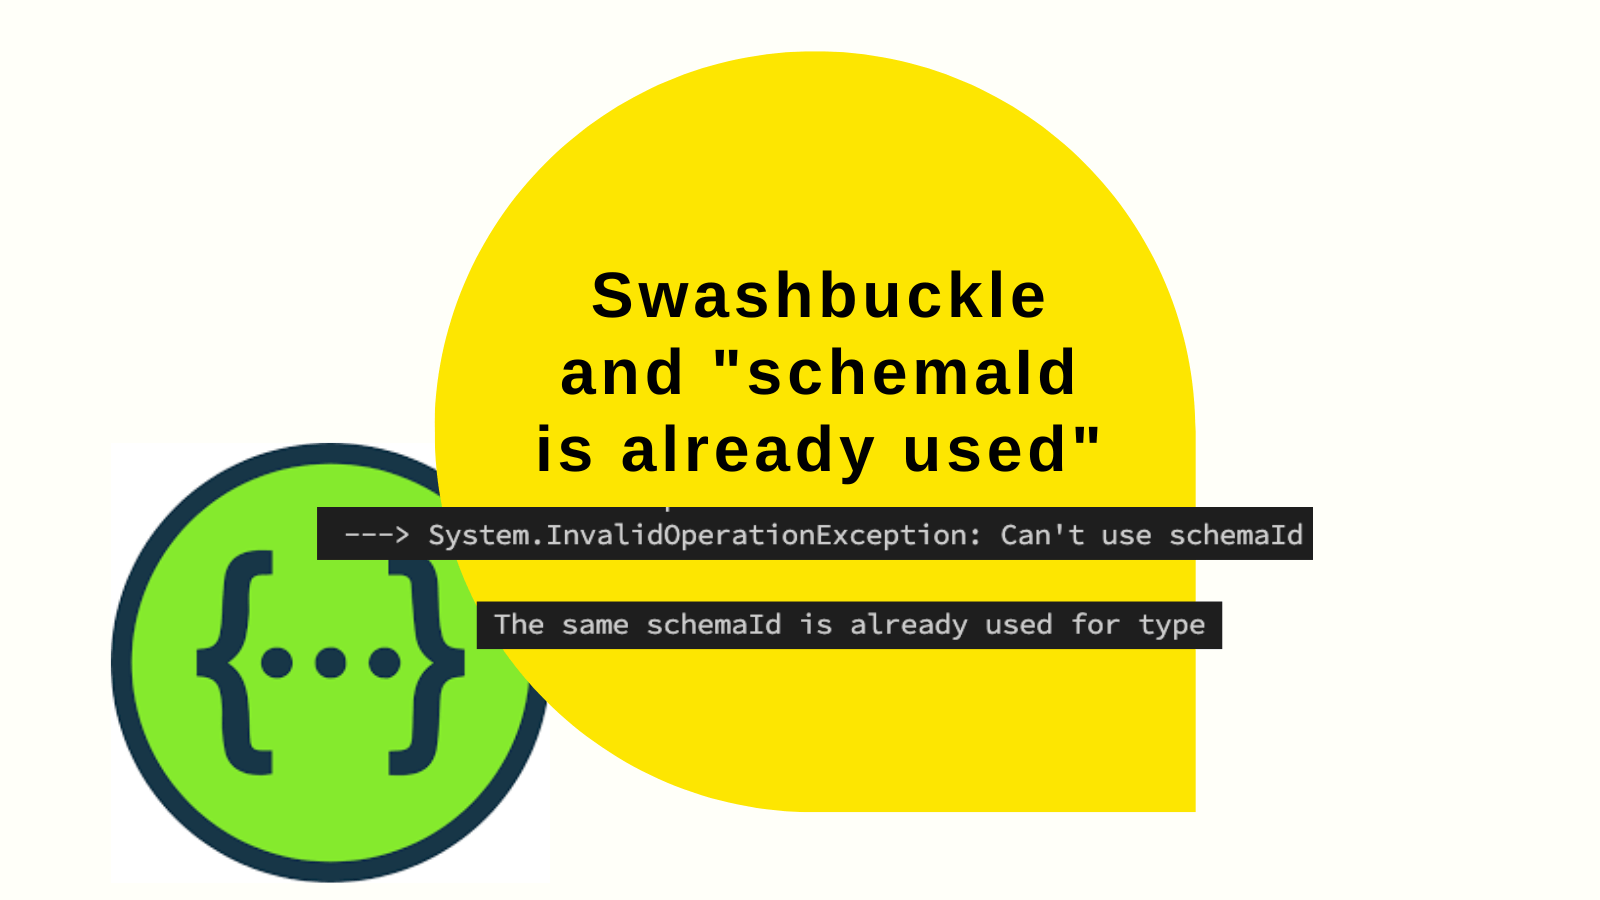 Swashbuckle
and "schemaId
is already used"
---> System.InvalidOperationException: Can't use schemaId
The same schemaId is already used for type
{...}